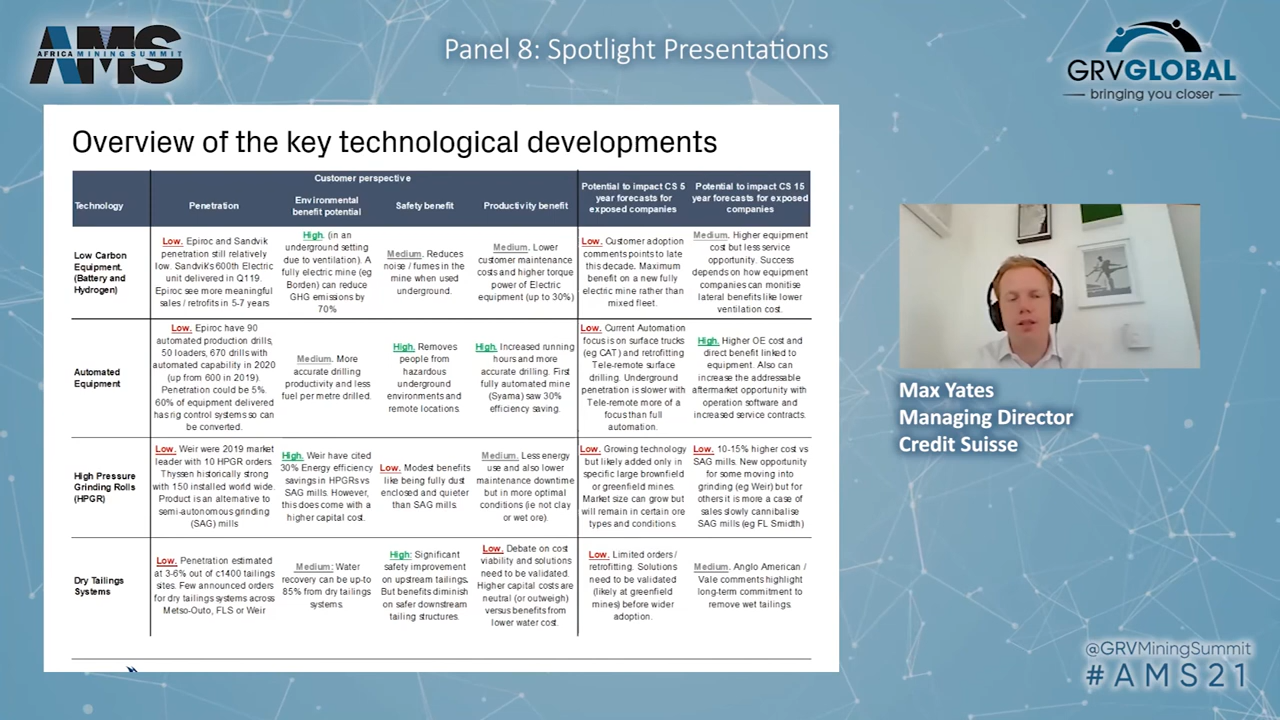 AMS
AFRICA MINING SUMMIT
Panel 8: Spotlight Presentations
GRVGLOBAL
bringing you closer
Overview of the key technological developments
Customer perspective
Technology
Penetration
Environmental
benefit potential
Safety benefit
Productivity benefit
Potential to impact CS 5
year forecasts for
exposed companies
Potential to impact CS 15
year forecasts for exposed
companies
Low Carbon
Equipment.
(Battery and
Hydrogen)
Low. Epiroc and Sandvik
penetration still relatively
low. Sandvik's 600th Electric
unit delivered in Q119.
Epiroc see more meaningful
sales / retrofits in 5-7 years
High. (in an
underground setting
due to ventilation). A
fully electric mine (eg
Borden) can reduce
GHG emissions by
70%
Medium. Reduces
noise / fumes in the
mine when used
underground.
Medium. Lower
customer maintenance
costs and higher torque
power of Electric
equipment (up to 30%)
Low. Customer adoption
comments points to late
this decade. Maximum
benefit on a new fully
electric mine rather than
mixed fleet.
Medium. Higher equipment
cost but less service
opportunity. Success
depends on how equipment
companies can monitise
lateral benefits like lower
ventilation cost.
Automated
Equipment
Low. Epiroc have 90
automated production drills,
50 loaders, 670 drills with
automated capability in 2020
(up from 600 in 2019).
Penetration could be 5%.
60% of equipment delivered
has rig control systems so can
be converted.
Medium. More
accurate drilling
productivity and less
fuel per metre drilled.
High. Removes
people from
hazardous
underground
environments and
remote locations.
High. Increased running
hours and more
accurate drilling. First
fully automated mine
(Syama) saw 30%
efficiency saving.
Low. Current Automation
focus is on surface trucks
(eg CAT) and retrofitting
Tele-remote surface
drilling. Underground
penetration is slower with
Tele-remote more of a
focus than full
automation.
High. Higher OE cost and
direct benefit linked to
equipment. Also can
increase the addressable
aftermarket opportunity with
operation software and
increased service contracts.
High Pressure
Grinding Rolls
(HPGR)
Low. Weir were 2019 market
leader with 10 HPGR orders.
Thyssen historically strong
with 150 installed world wide.
Product is an alternative to
semi-autonomous grinding
(SAG) mills
High. Weir have cited
30% Energy efficiency
savings in HPGRs vs
SAG mills. However,
this does come with a
higher capital cost.
Low. Modest benefits
like being fully dust
enclosed and quieter
than SAG mills.
Medium. Less energy
use and also lower
maintenance downtime
but in more optimal
conditions (ie not clay
or wet ore).
Low. Growing technology
but likely added only in
specific large brownfield
or greenfield mines.
Market size can grow but
will remain in certain ore
types and conditions.
Low. 10-15% higher cost vs
SAG mills. New opportunity
for some moving into
grinding (eg Weir) but for
others it is more a case of
sales slowly cannibalise
SAG mills (eg FL Smidth)
Dry Tailings
Systems
Low. Penetration estimated
at 3-6% out of c1400 tailings
sites. Few announced orders
for dry tailings systems across
Metso-Outo, FLS or Weir
Medium: Water
recovery can be up-to
85% from dry tailings
systems.
High: Significant
safety improvement
on upstream tailings.
But benefits diminish
on safer downstream
tailing structures.
Low. Debate on cost
viability and solutions
need to be validated.
Higher capital costs are
neutral (or outweigh)
versus benefits from
lower water cost.
Low. Limited orders /
retrofitting. Solutions
need to be validated
(likely at greenfield
mines) before wider
adoption.
Medium. Anglo American /
Vale comments highlight
long-term commitment to
remove wet tailings.
Max Yates
Managing Director
Credit Suisse
@GRVMiningSummit
#AMS21